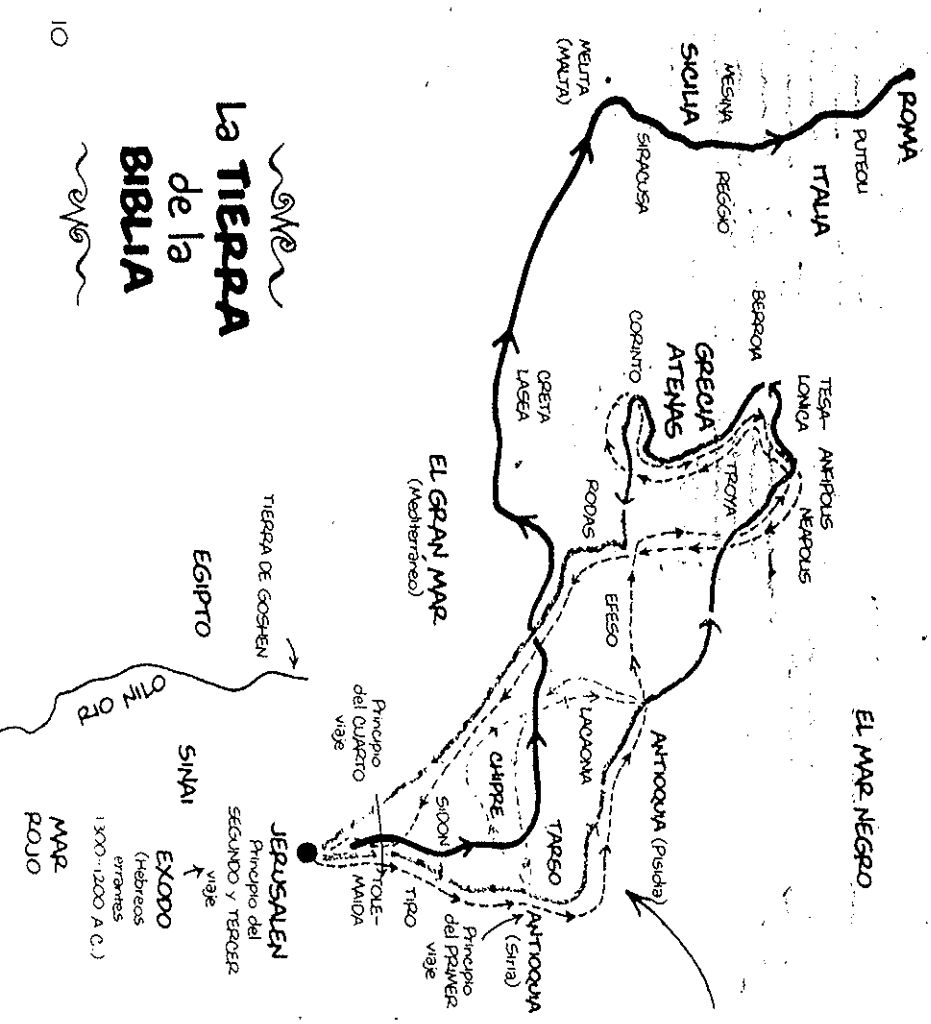 10
La TIERRA
de la
BIBLIA
ROMA
PUTEOLI
ITALIA
MESINA
REGGIO
SICILIA
SIRACUSA
MELITA
(MALTA)
BERROIA
TESA-
LONICA
ANFIPOLIS
NEAPOLIS
GRECIA
ATENAS
CORINTO
TROYA
CRETA
LASEA
RODAS
EFESO
EL MAR NEGRO
ANTIOQUIA (Pisidia)
LACAONIA
EL GRAN MAR
(Mediterráneo)
CHIPRE
TARSO
ANTIOQUIA
(Siria)
Principio
del PRIMER
viaje
SIDON
TIRO
TOLE-
MAIDA
Principio
del CUARTO
viaje
JERUSALEN
Principio del
SEGUNDO y TERCER
viaje
TIERRA DE GOSHEN
EGIPTO
RIO NILO
SINAI
EXODO
(Hebreos
errantes
1300-1200 A C.)
MAR
ROJO